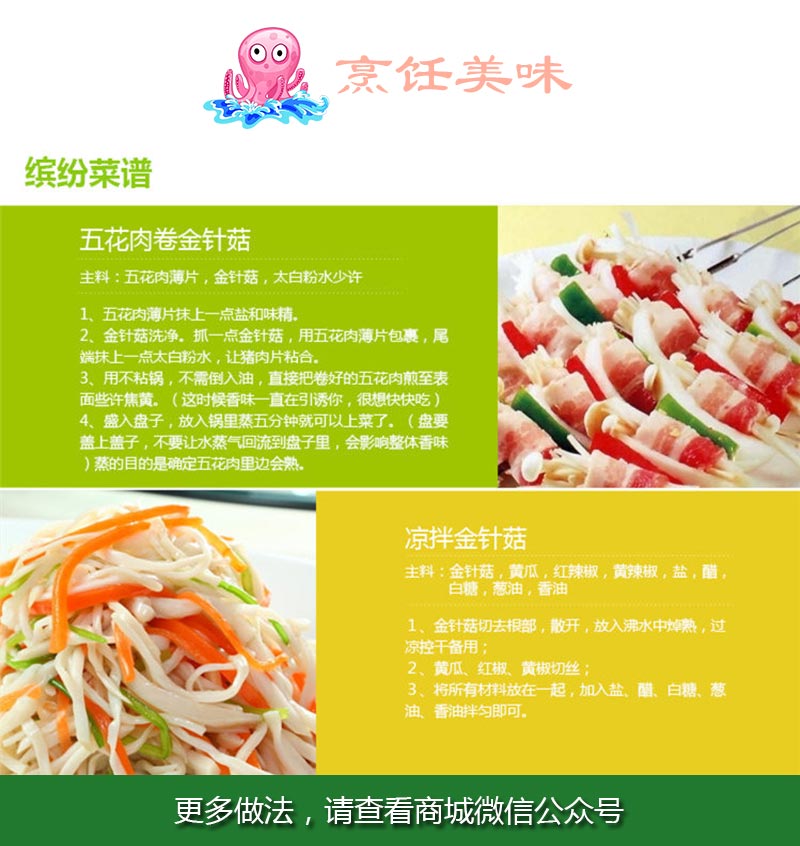 烹饪美味
缤纷菜谱
五花肉卷金针菇
主料：五花肉薄片，金针菇，太白粉水少许
1、五花肉薄片抹上一点盐和味精。
2、金针菇洗净。抓一点金针菇，用五花肉薄片包裹，尾
端抹上一点太白粉水，让猪肉片粘合。
3、用不粘锅，不需倒入油，直接把卷好的五花肉煎至表
面些许焦黄。（这时候香味一直在引诱你，很想快快吃）
4、盛入盘子，放入锅里蒸五分钟就可以上菜了。（盘要
盖上盖子，不要让水蒸气回流到盘子里，会影响整体香味
）蒸的目的是确定五花肉里边会熟。
凉拌金针菇
主料：金针菇，黄瓜，红辣椒，黄辣椒，盐，醋，
白糖，葱油，香油
1、金针菇切去根部，散开，放入沸水中焯熟，过
凉控干备用；
2、黄瓜、红椒、黄椒切丝；
3、将所有材料放在一起，加入盐、醋、白糖、葱
油、香油拌匀即可。
更多做法，请查看商城微信公众号